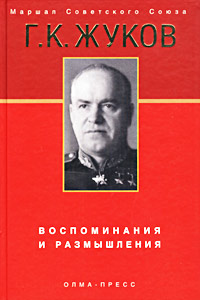 Маршал Советского Союза
Г.К. ЖУКОВ
ВОСПОМИНАНИЯ
И РАЗМЫШЛЕНИЯ
ОЛМА-ПРЕСС